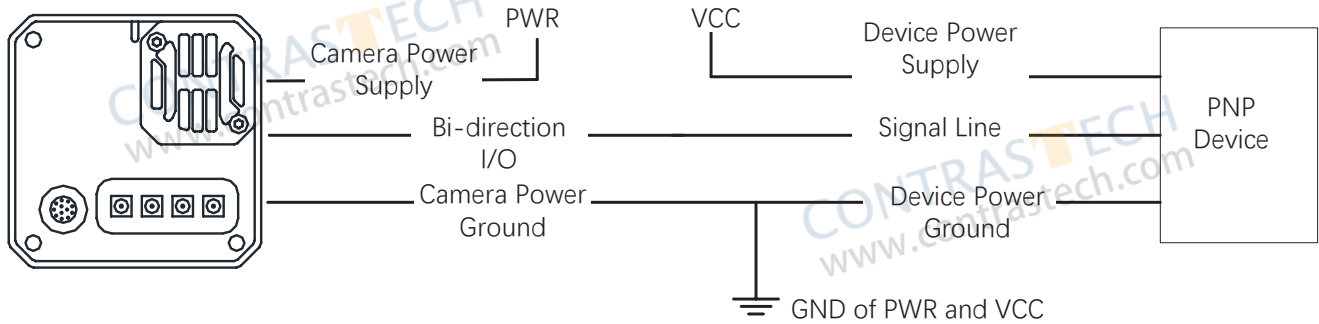 PWR
VCC
Camera Power
Supply
Device Power
Supply
PNP
Device
Bi-direction
I/O
Signal Line
Camera Power
Ground
Device Power
Ground
GND of PWR and VCC
CONTRASTECH
www.contrastech.com
CONTRASTECH
www.contrastech.com